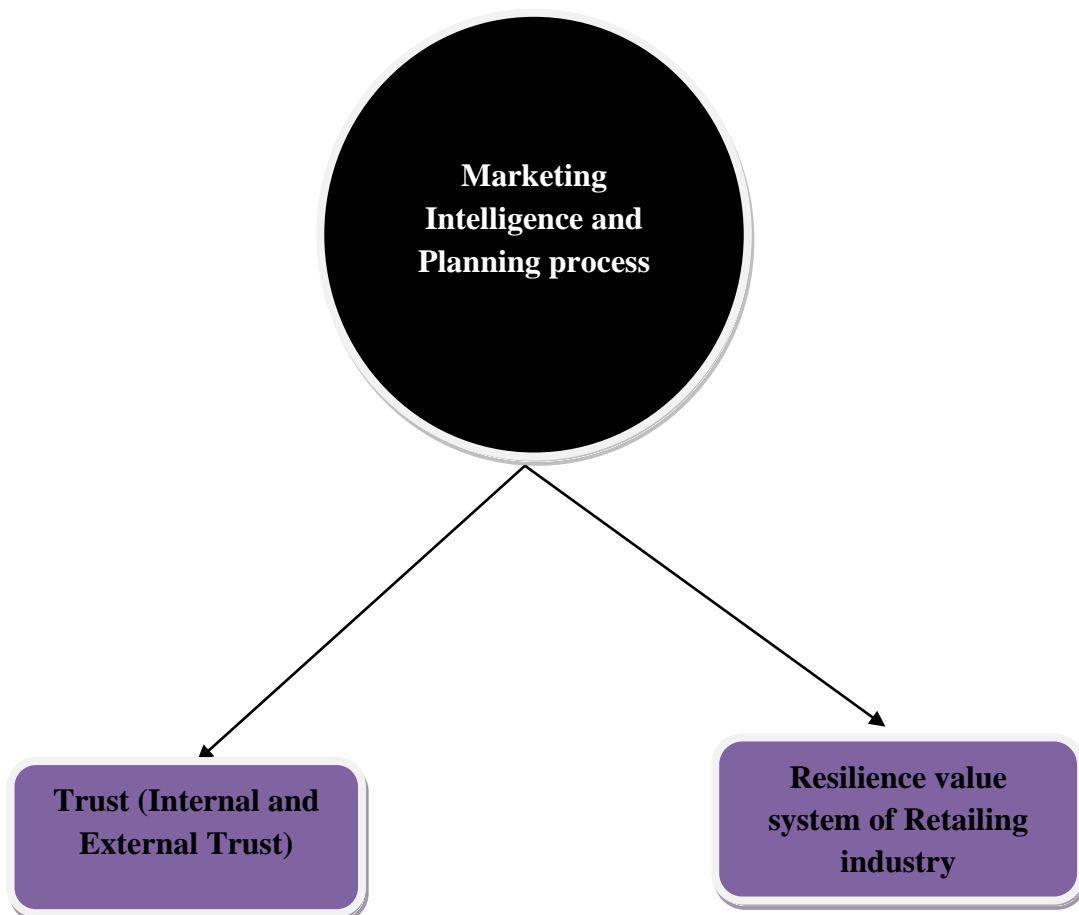 Marketing
Intelligence and
Planning process
Trust (Internal and
External Trust)
Resilience value
system of Retailing
industry